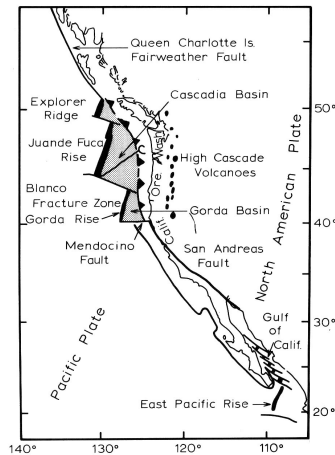 Queen Charlotte Is.
Fairweather Fault
Explorer
Ridge
Cascadia Basin
50°
Juan de Fuca
Rise
Wash.
High Cascade
Volcanoes
Ore.
Blanco
Fracture Zone
Gorda Rise
Gorda Basin
Calif.
40°
Mendocino
Fault
San Andreas
Fault
North American Plate
Gulf
of
Calif.
30°
Pacific Plate
East Pacific Rise
20°
140°
130°
120°
110°